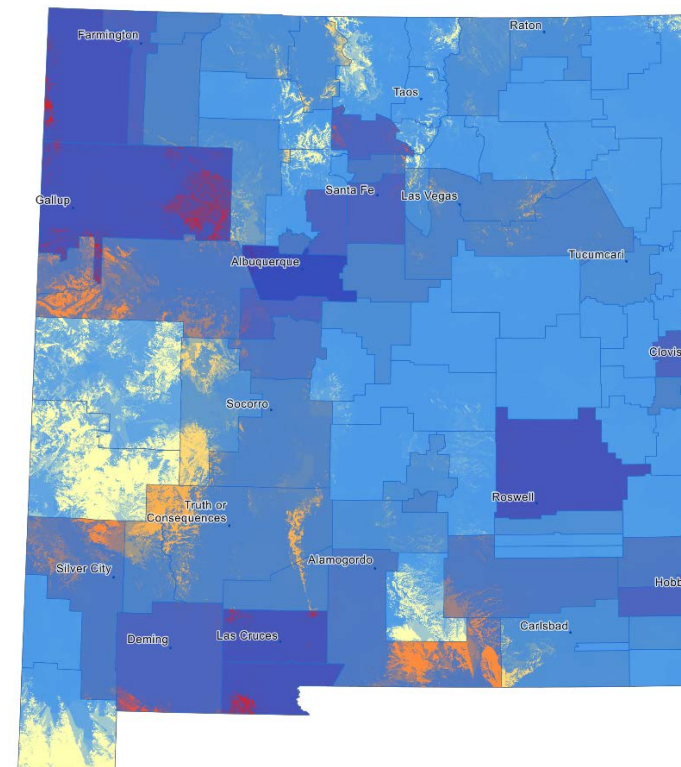 Farmington
Raton
Taos
Gallup
Santa Fe
Las Vegas
Albuquerque
Tucumcari
Clovis
Socorro
Roswell
Truth or
Consequences
Alamogordo
Silver City
Hobb
Deming
Las Cruces
Carlsbad